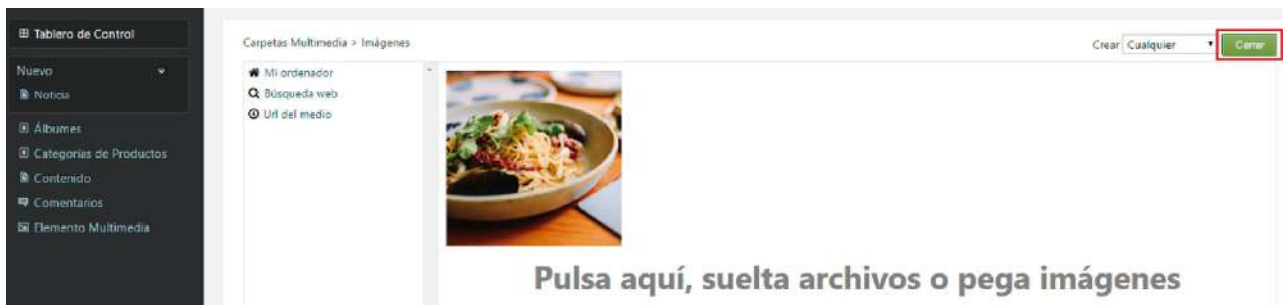 Tablero de Control
Nuevo
Noticia
Álbumes
Categorías de Productos
Contenido
Comentarios
Elemento Multimedia
Carpetas Multimedia > Imágenes
Crear Cualquier
Cerrar
Mi ordenador
Búsqueda web
Url del medio
Pulsa aquí, suelta archivos o pega imágenes